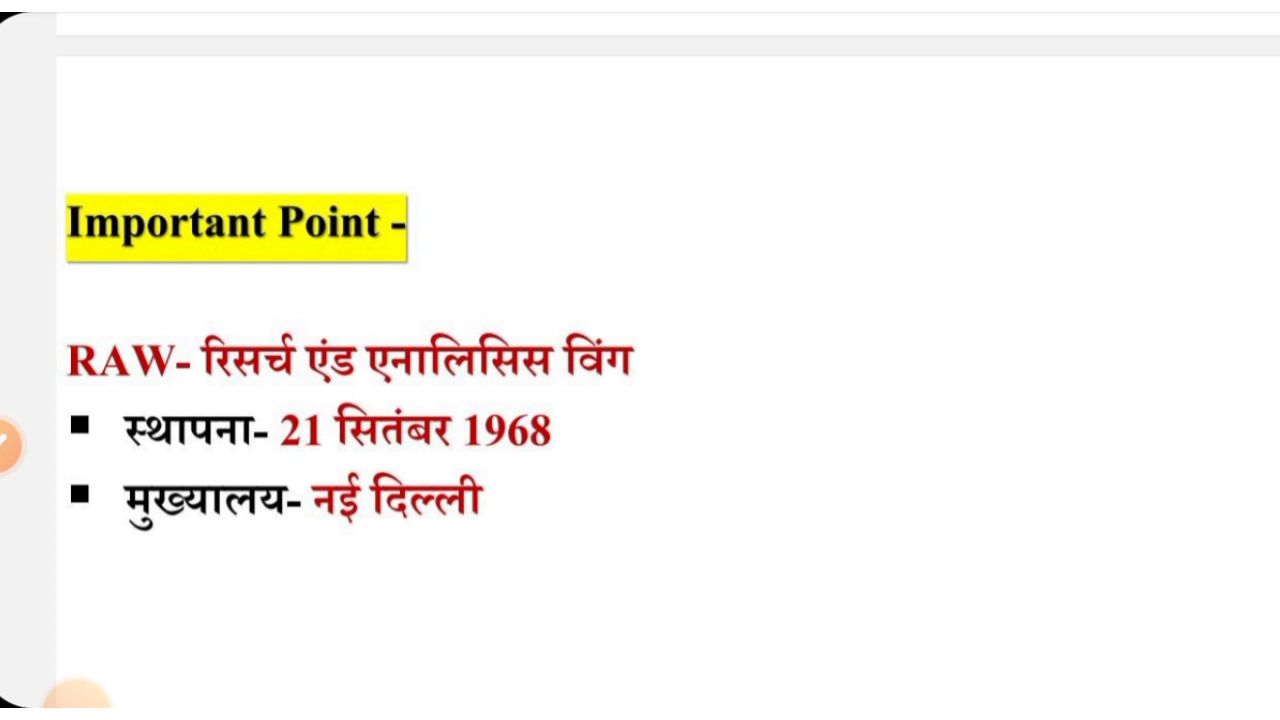 Important Point -
RAW- रिसर्च एंड एनालिसिस विंग
▪ स्थापना- 21 सितंबर 1968
▪ मुख्यालय- नई दिल्ली